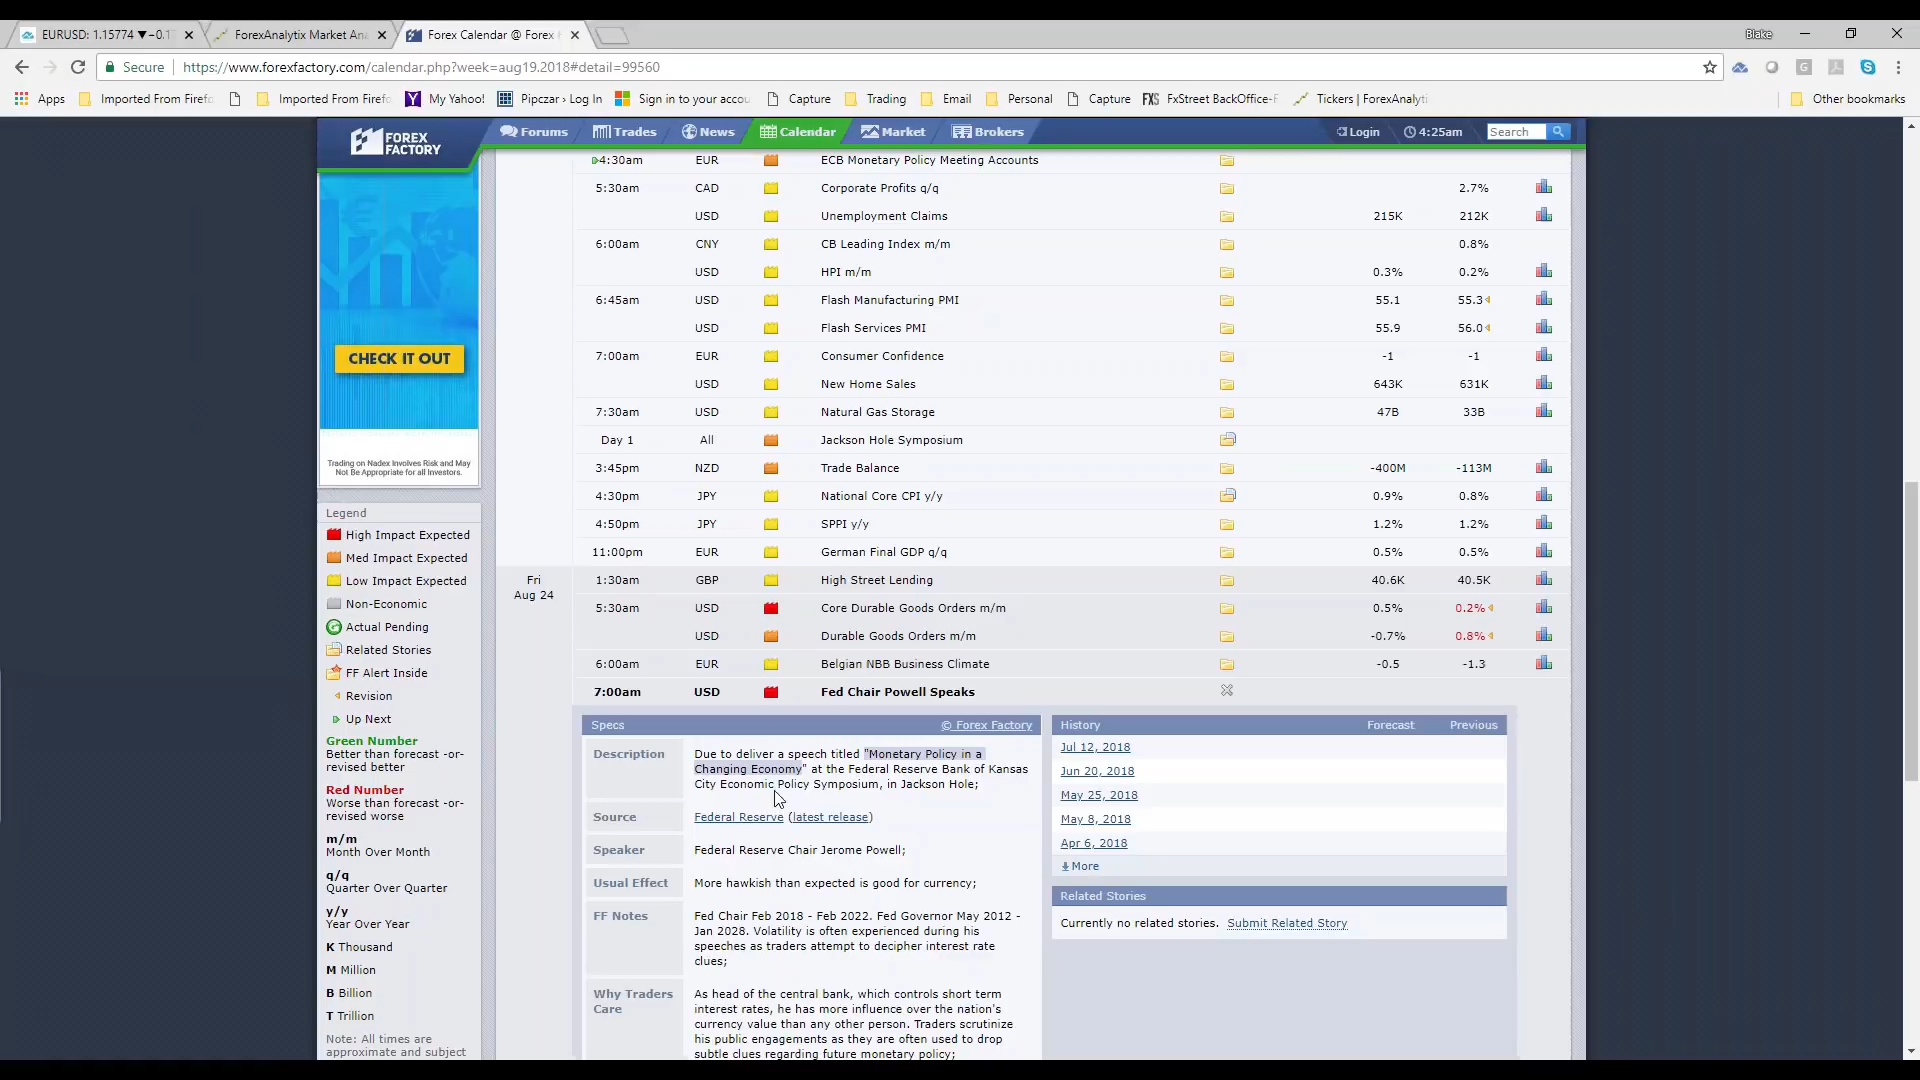 EURUSD: 1.15774 ▼−0.1
ForexAnalytix Market Ana
Forex Calendar @ Forex
Blake
Secure https://www.forexfactory.com/calendar.php?week=aug19.2018#detail=99560
Apps Imported From Firefo Imported From Firefo My Yahoo! Pipczar › Log In Sign in to your accou Capture Trading Email Personal Capture FXStreet BackOffice-F Tickers | ForexAnalyti Other bookmarks
FOREX
FACTORY
Forums Trades News Calendar Market Brokers Login 4:25am Search
4:30am EUR ECB Monetary Policy Meeting Accounts
5:30am CAD Corporate Profits q/q 2.7%
USD Unemployment Claims 215K 212K
6:00am CNY CB Leading Index m/m 0.8%
USD HPI m/m 0.3% 0.2%
6:45am USD Flash Manufacturing PMI 55.1 55.3
USD Flash Services PMI 55.9 56.0
7:00am EUR Consumer Confidence -1 -1
USD New Home Sales 643K 631K
7:30am USD Natural Gas Storage 47B 33B
Day 1 All Jackson Hole Symposium
3:45pm NZD Trade Balance -400M -113M
4:30pm JPY National Core CPI y/y 0.9% 0.8%
4:50pm JPY SPPI y/y 1.2% 1.2%
11:00pm EUR German Final GDP q/q 0.5% 0.5%
Fri
Aug 24
1:30am GBP High Street Lending 40.6K 40.5K
5:30am USD Core Durable Goods Orders m/m 0.5% 0.2%
USD Durable Goods Orders m/m -0.7% 0.8%
6:00am EUR Belgian NBB Business Climate -0.5 -1.3
7:00am USD Fed Chair Powell Speaks
CHECK IT OUT
Trading on Nadex Involves Risk and May
Not Be Appropriate for all Investors.
Legend
High Impact Expected
Med Impact Expected
Low Impact Expected
Non-Economic
Actual Pending
Related Stories
FF Alert Inside
Revision
Up Next
Green Number
Better than forecast -or-
revised better
Red Number
Worse than forecast -or-
revised worse
m/m
Month Over Month
q/q
Quarter Over Quarter
y/y
Year Over Year
K Thousand
M Million
B Billion
T Trillion
Note: All times are
approximate and subject
Specs © Forex Factory
Description
Due to deliver a speech titled "Monetary Policy in a
Changing Economy" at the Federal Reserve Bank of Kansas
City Economic Policy Symposium, in Jackson Hole;
Source Federal Reserve (latest release)
Speaker Federal Reserve Chair Jerome Powell;
Usual Effect More hawkish than expected is good for currency;
FF Notes
Fed Chair Feb 2018 - Feb 2022. Fed Governor May 2012 -
Jan 2028. Volatility is often experienced during his
speeches as traders attempt to decipher interest rate
clues;
Why Traders
Care
As head of the central bank, which controls short term
interest rates, he has more influence over the nation's
currency value than any other person. Traders scrutinize
his public engagements as they are often used to drop
subtle clues regarding future monetary policy;
History Forecast Previous
Jul 12, 2018
Jun 20, 2018
May 25, 2018
May 8, 2018
Apr 6, 2018
More
Related Stories
Currently no related stories. Submit Related Story